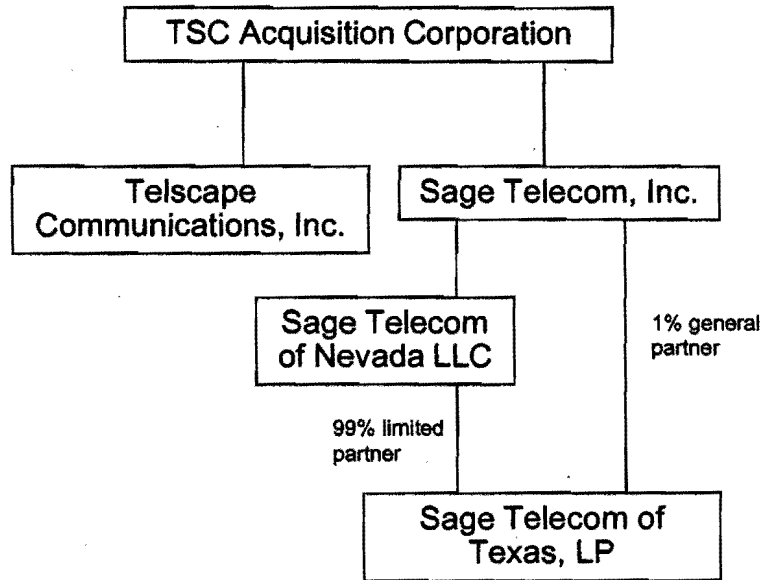 TSC Acquisition Corporation
Telscape
Communications, Inc.
Sage Telecom, Inc.
Sage Telecom
of Nevada LLC
1% general
partner
99% limited
partner
Sage Telecom of
Texas, LP